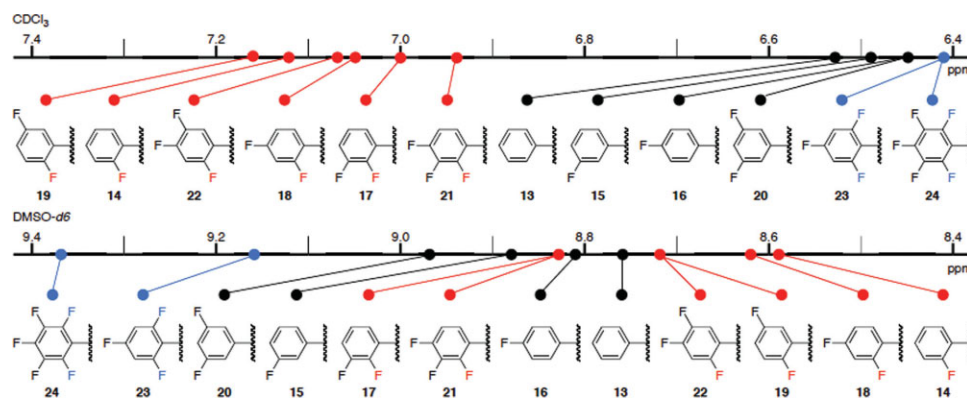 CDCl3
7.4 7.2 7.0 6.8 6.6 6.4
ppm
F F F F F F
F F F F F F
F F F F F F F F F F F F F
19 14 22 18 17 21 13 15 16 20 23 24
DMSO-d6
9.4 9.2 9.0 8.8 8.6 8.4
ppm
F F F F F F
F F F F F F
F F F F F F F F F F F F F
24 23 20 15 17 21 16 13 22 19 18 14